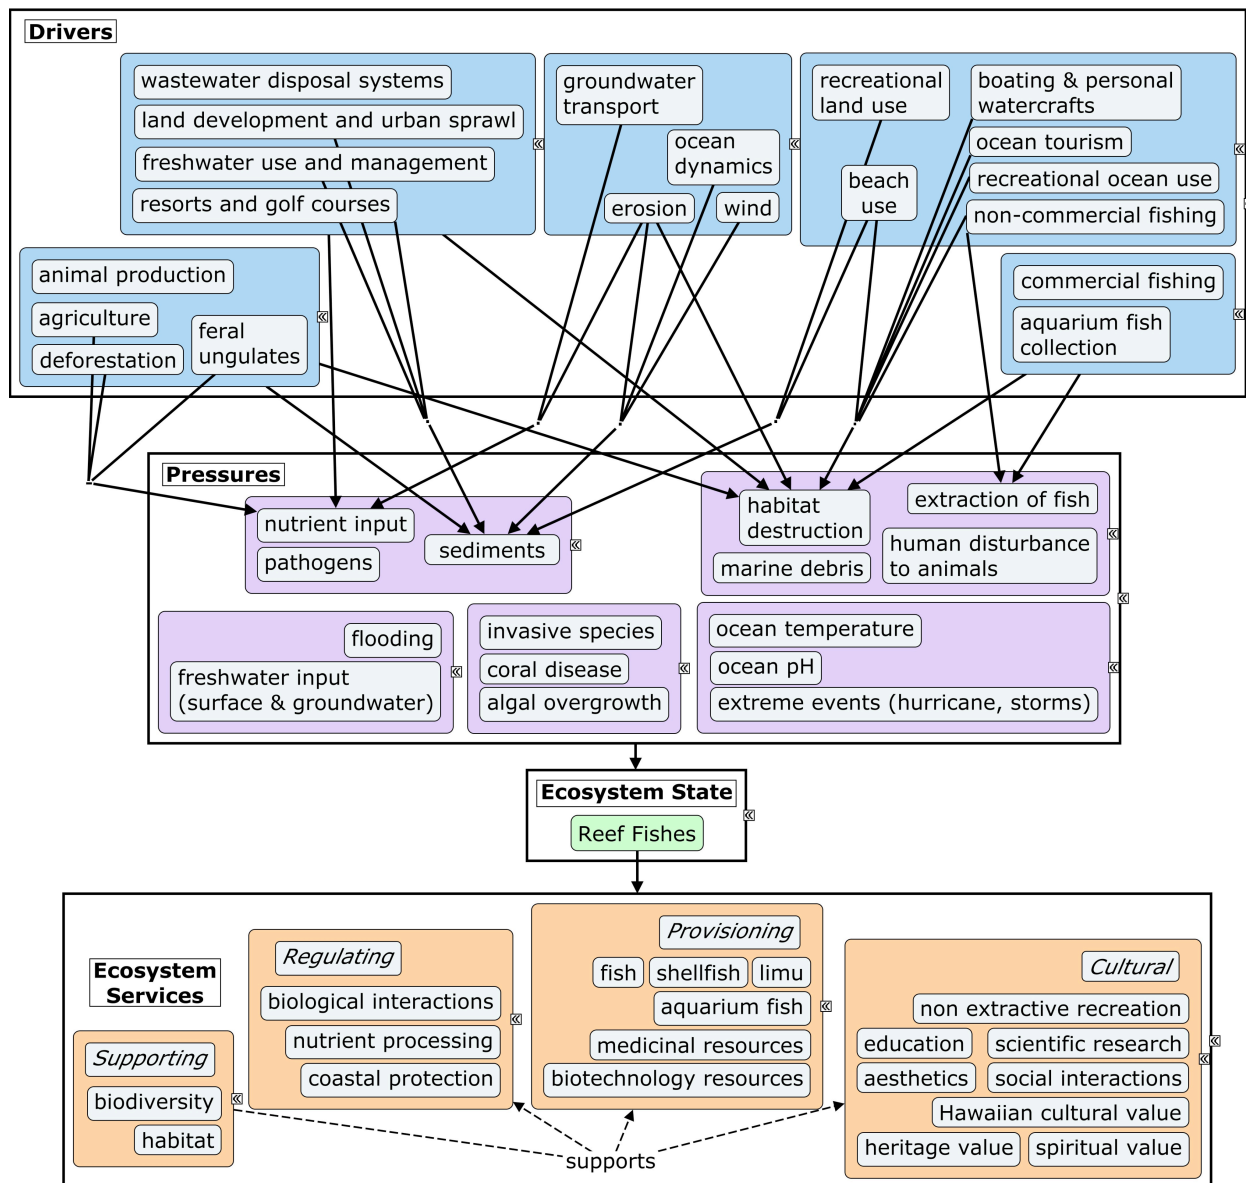 Drivers
wastewater disposal systems
land development and urban sprawl
freshwater use and management
resorts and golf courses
groundwater
transport
ocean
dynamics
erosion
wind
recreational
land use
beach
use
boating & personal
watercrafts
ocean tourism
recreational ocean use
non-commercial fishing
animal production
agriculture
deforestation
feral
ungulates
commercial fishing
aquarium fish
collection
Pressures
nutrient input
pathogens
sediments
habitat
destruction
marine debris
extraction of fish
human disturbance
to animals
flooding
freshwater input
(surface & groundwater)
invasive species
coral disease
algal overgrowth
ocean temperature
ocean pH
extreme events (hurricane, storms)
Ecosystem State
Reef Fishes
Ecosystem
Services
Supporting
biodiversity
habitat
Regulating
biological interactions
nutrient processing
coastal protection
Provisioning
fish
shellfish
limu
aquarium fish
medicinal resources
biotechnology resources
Cultural
non extractive recreation
education
scientific research
aesthetics
social interactions
Hawaiian cultural value
heritage value
spiritual value
supports